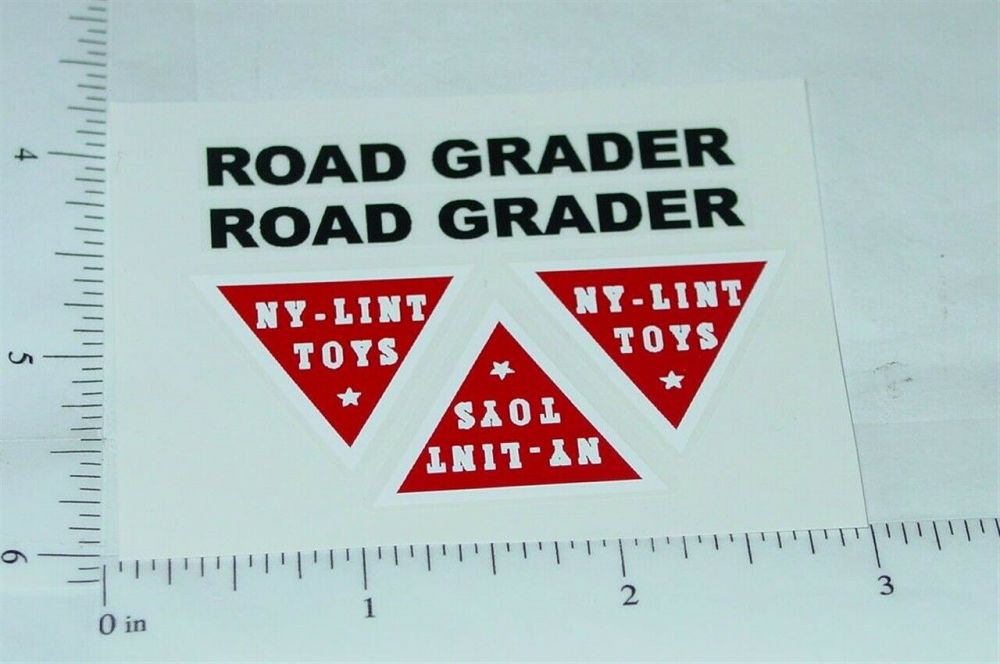 ROAD GRADER
ROAD GRADER
NY-LINT
TOYS
NY-LINT
TOYS
NY-LINT
TOYS
4
5
6
0 in
1
2
3